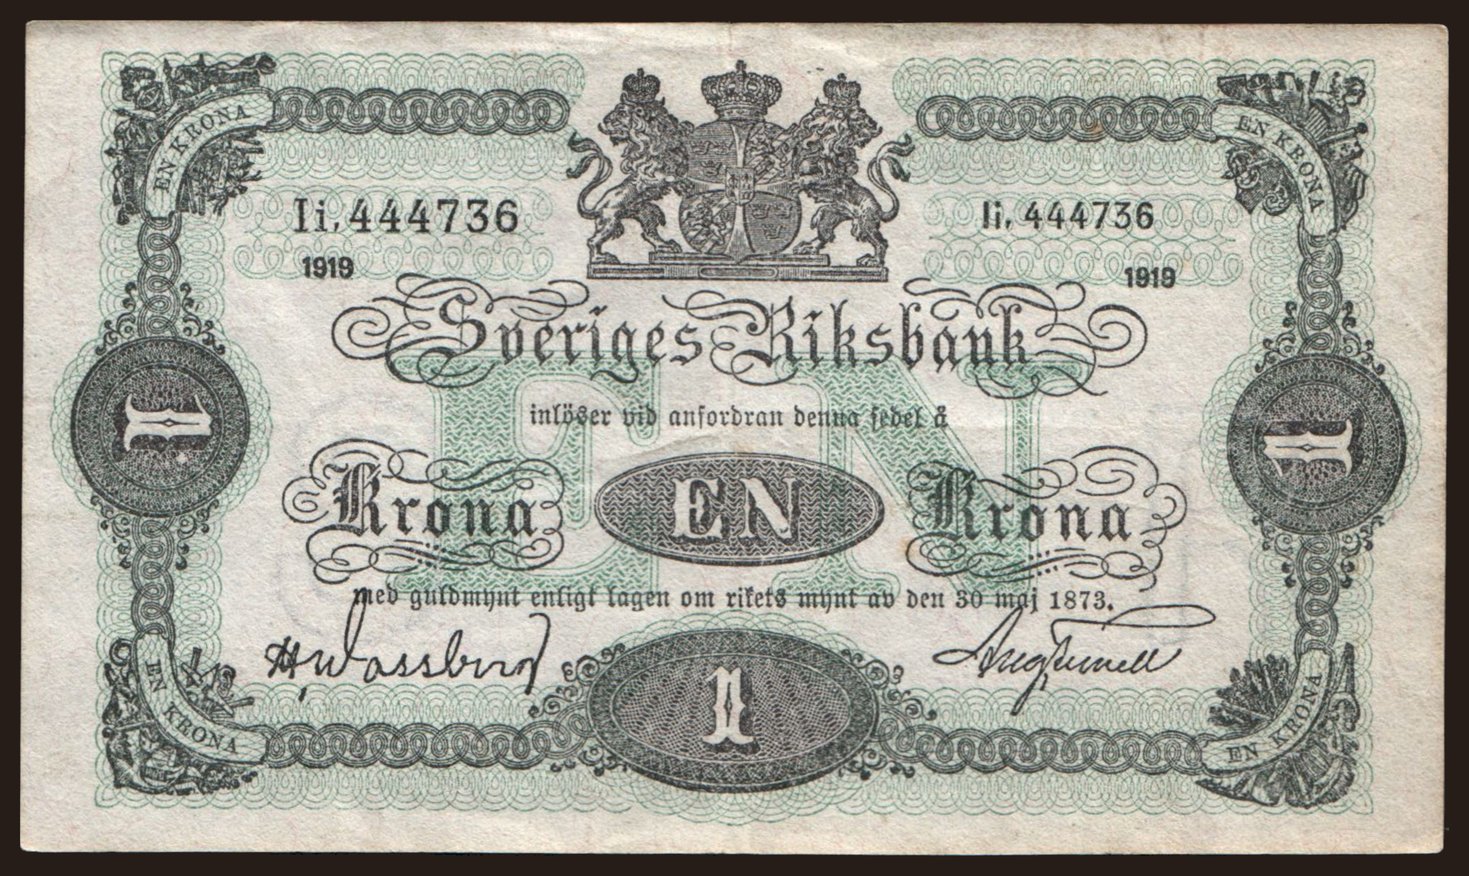 EN KRONA
EN KRONA
Ii, 444736
Ii, 444736
1919
1919
Sveriges Riksbank
inlöser vid anfordran denna sedel å
1
1
Krona EN Krona
med guldmynt enligt lagen om rikets mynt av den 30 maj 1873.
1
EN KRONA
EN KRONA